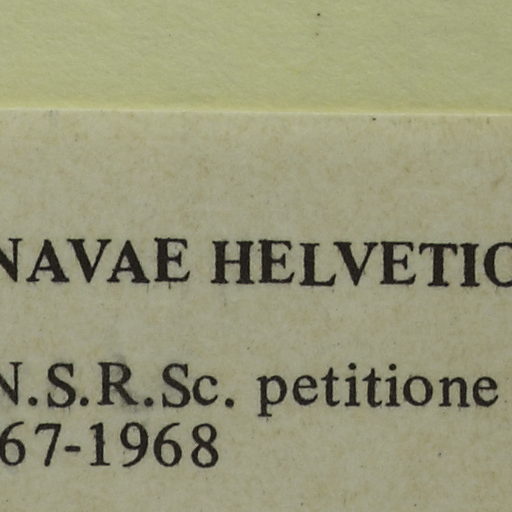 NAVAE HELVETIC
N.S.R.Sc. petitione
67-1968